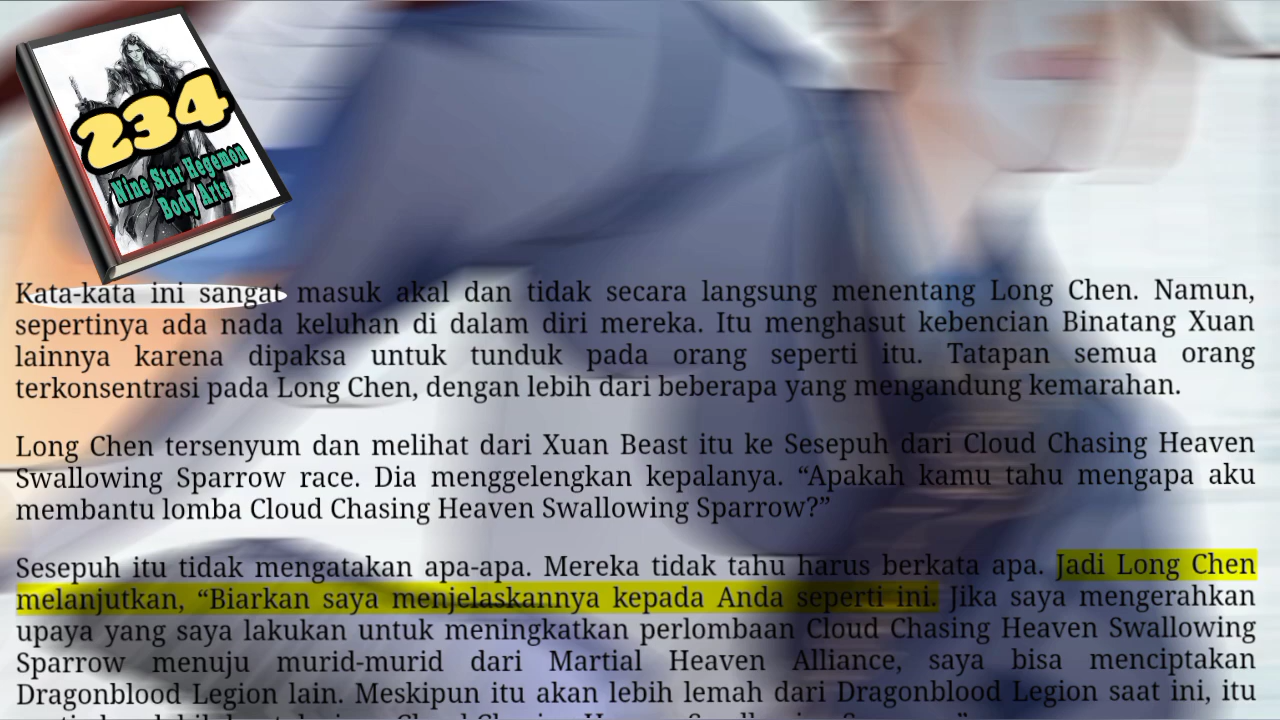 234
Nine Star Hegemon
Body Arts
Kata-kata ini sangat masuk akal dan tidak secara langsung menentang Long Chen. Namun,
sepertinya ada nada keluhan di dalam diri mereka. Itu menghasut kebencian Binatang Xuan
lainnya karena dipaksa untuk tunduk pada orang seperti itu. Tatapan semua orang
terkonsentrasi pada Long Chen, dengan lebih dari beberapa yang mengandung kemarahan.
Long Chen tersenyum dan melihat dari Xuan Beast itu ke Sesepuh dari Cloud Chasing Heaven
Swallowing Sparrow race. Dia menggelengkan kepalanya. “Apakah kamu tahu mengapa aku
membantu lomba Cloud Chasing Heaven Swallowing Sparrow?”
Sesepuh itu tidak mengatakan apa-apa. Mereka tidak tahu harus berkata apa. Jadi Long Chen
melanjutkan, “Biarkan saya menjelaskannya kepada Anda seperti ini. Jika saya mengerahkan
upaya yang saya lakukan untuk meningkatkan perlombaan Cloud Chasing Heaven Swallowing
Sparrow menuju murid-murid dari Martial Heaven Alliance, saya bisa menciptakan
Dragonblood Legion lain. Meskipun itu akan lebih lemah dari Dragonblood Legion saat ini, itu